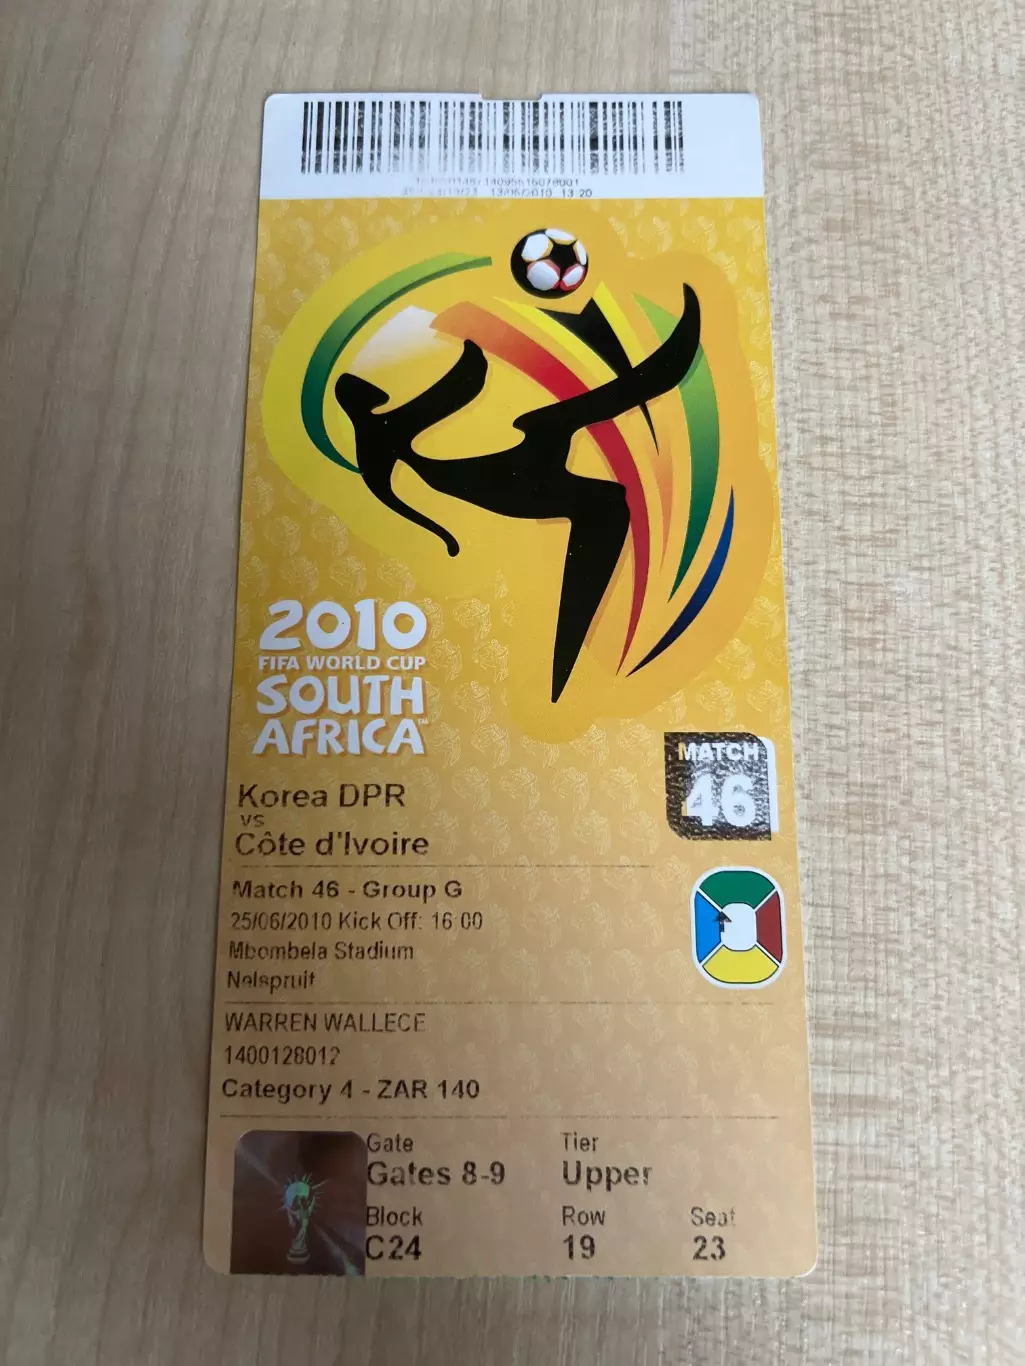 13/06/2010 13:20
2010
FIFA WORLD CUP
SOUTH
AFRICA™
MATCH
46
Korea DPR
vs
Côte d'Ivoire
Match 46 - Group G
25/06/2010 Kick Off: 16:00
Mbombela Stadium
Nelspruit
WARREN WALLECE
1400128012
Category 4 - ZAR 140
Gate Tier
Gates 8-9 Upper
Block Row Seat
C24 19 23